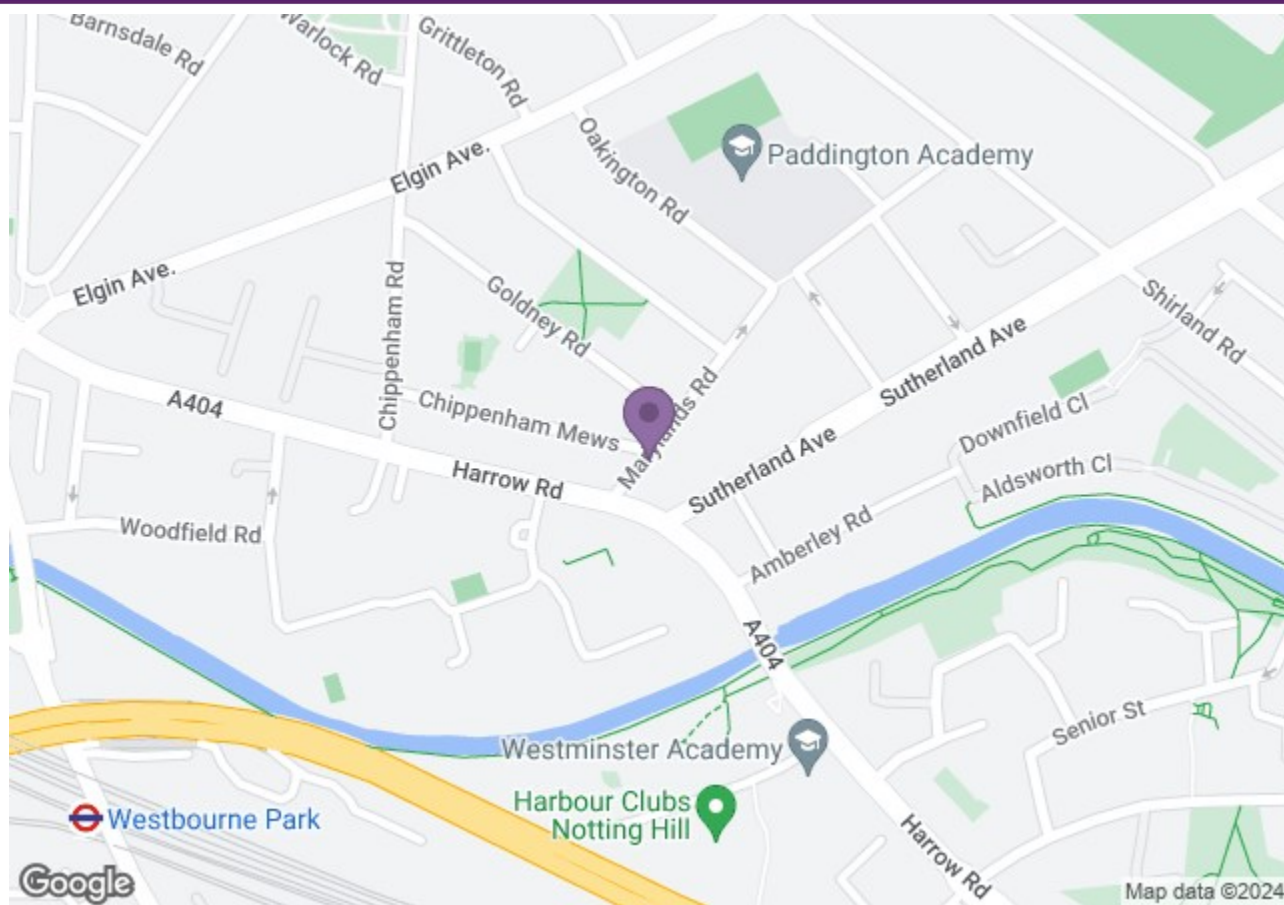 Barnsdale Rd
Warlock Rd
Grittleton Rd
Elgin Ave.
Oakington Rd
Paddington Academy
Elgin Ave.
Chippenham Rd
Goldney Rd
Shirland Rd
Sutherland Ave
A404
Chippenham Mews
Marylands Rd
Downfield Cl
Sutherland Ave
Harrow Rd
Aldsworth Cl
Woodfield Rd
Amberley Rd
A404
Senior St
Westminster Academy
Harbour Clubs
Notting Hill
Westbourne Park
Harrow Rd
Google
Map data ©2024